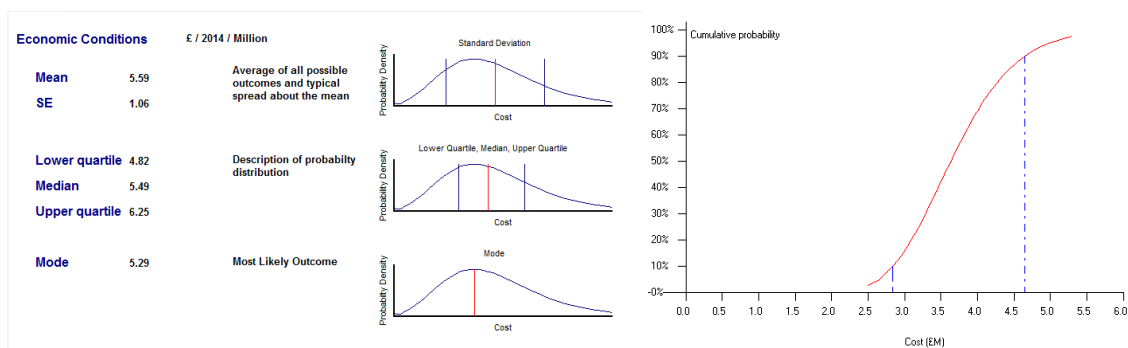 Economic Conditions £ / 2014 / Million
Mean 5.59 Average of all possible
outcomes and typical
spread about the mean
SE 1.06
Standard Deviation
Probability Density
Cost
Lower quartile 4.82 Description of probabilty
distribution
Median 5.49
Upper quartile 6.25
Lower Quartile, Median, Upper Quartile
Probability Density
Cost
Mode 5.29 Most Likely Outcome
Mode
Probability Density
Cost
Cumulative probability
100%
90%
80%
70%
60%
50%
40%
30%
20%
10%
-0%
0.0 0.5 1.0 1.5 2.0 2.5 3.0 3.5 4.0 4.5 5.0 5.5 6.0
Cost (£M)